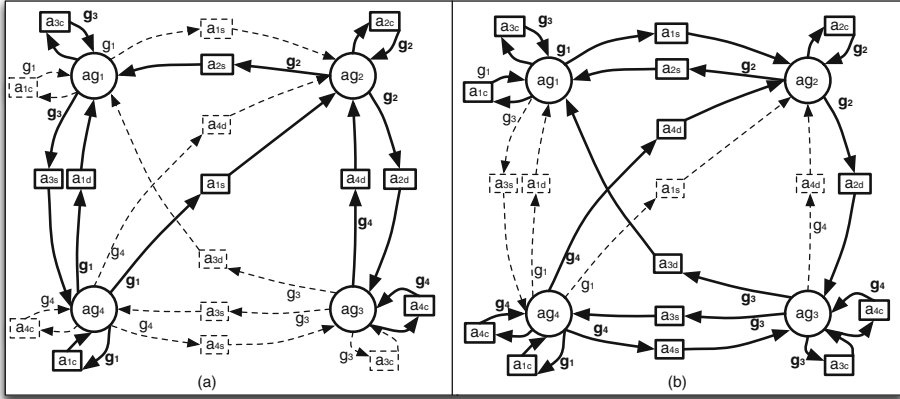 a3c g3 g1 a1s a2c g2
g1 ag1 a2s g2 ag2
a1c g3 g2
a4d
a3s a1d a1s a4d a2d
g4 g4
g1 g1 a3d
ag4 g3 ag3 g4
g4 a3s g3 a4c
a4c g4 a4s g3 a3c
a1c g1
(a)
a3c g3 g1 a1s a2c g2
g1 ag1 a2s g2 ag2
a1c g3 g2
a4d
a3s a1d a1s a4d a2d
g4 g4
g1 g1 a3d
g4 ag4 g3 ag3 g4
a4c g4 a3s g3 a4c
a4s g3
a1c g1 a3c
(b)